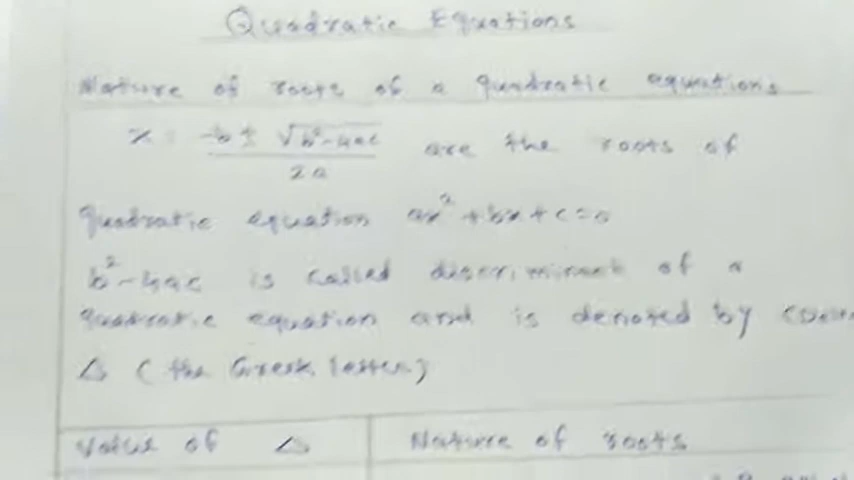 Quadratic Equations
Nature of roots of a quadratic equations
x = -b ± √b²-4ac / 2a are the roots of
quadratic equation ax²+bx+c=0
b²-4ac is called discriminant of a
quadratic equation and is denoted by
Δ (the Greek letter)
Value of Δ Nature of roots